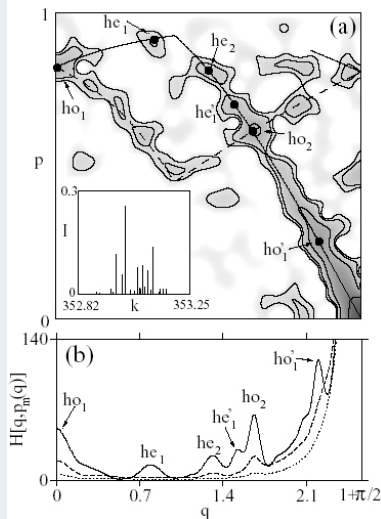 1
(a)
he₁
he₂
ho₁
he'₁
ho₂
p
0.3
I
0
352.82
k
353.25
ho'₁
0
(b)
140
H[q,pₘ(q)]
0
ho₁
he₁
he₂
he'₁
ho₂
ho'₁
0
0.7
1.4
2.1
1+π/2
q